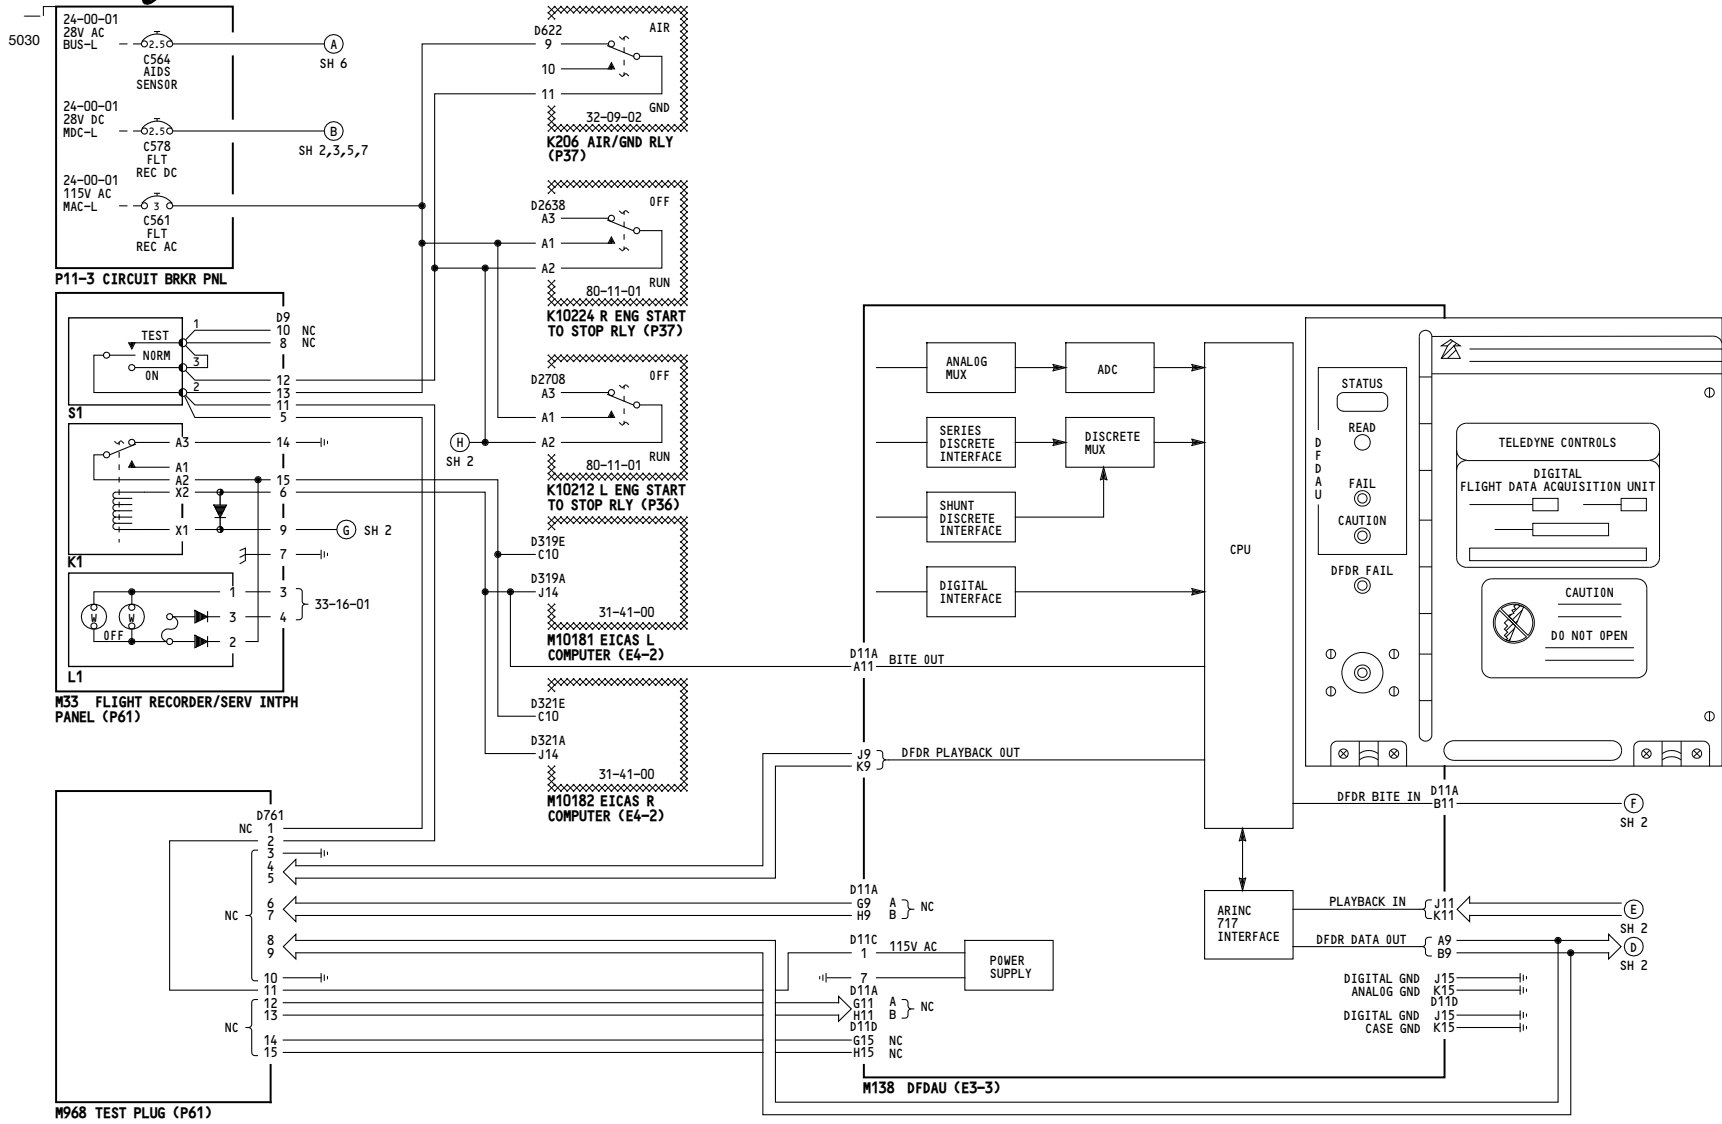 5030
24-00-01
28V AC
BUS-L
2.5
C564
AIDS
SENSOR
A
SH 6
24-00-01
28V DC
MDC-L
2.5
C578
FLT
REC DC
B
SH 2,3,5,7
24-00-01
115V AC
MAC-L
3
C561
FLT
REC AC
P11-3 CIRCUIT BRKR PNL
D622
9
10
11
AIR
GND
32-09-02
K206 AIR/GND RLY
(P37)
D2638
A3
A1
A2
OFF
RUN
80-11-01
K10224 R ENG START
TO STOP RLY (P37)
D2708
A3
A1
A2
OFF
RUN
80-11-01
K10212 L ENG START
TO STOP RLY (P36)
H
SH 2
D319E
C10
D319A
J14
31-41-00
M10181 EICAS L
COMPUTER (E4-2)
D321E
C10
D321A
J14
31-41-00
M10182 EICAS R
COMPUTER (E4-2)
D9
TEST
NORM
ON
S1
1
3
2
10 NC
8 NC
12
13
11
5
A3
14
A1
A2
15
X2
6
X1
9
G SH 2
7
K1
W
W
OFF
1
3
3
4
2
33-16-01
L1
M33 FLIGHT RECORDER/SERV INTPH
PANEL (P61)
D761
NC 1
2
3
4
5
NC
6
7
8
9
10
11
12
13
NC
14
15
M968 TEST PLUG (P61)
ANALOG
MUX
ADC
SERIES
DISCRETE
INTERFACE
DISCRETE
MUX
SHUNT
DISCRETE
INTERFACE
DIGITAL
INTERFACE
CPU
D11A
A11
BITE OUT
J9
K9
DFDR PLAYBACK OUT
D11A
G9 A
H9 B
NC
D11C
1
115V AC
7
POWER
SUPPLY
D11A
G11 A
H11 B
NC
D11D
G15 NC
H15 NC
M138 DFDAU (E3-3)
ARINC
717
INTERFACE
DFDR BITE IN
D11A
B11
F
SH 2
PLAYBACK IN
J11
K11
E
SH 2
DFDR DATA OUT
A9
B9
D
SH 2
DIGITAL GND J15
ANALOG GND K15
D11D
DIGITAL GND J15
CASE GND K15
DFDAU
STATUS
READ
FAIL
CAUTION
DFDR FAIL
TELEDYNE CONTROLS
DIGITAL
FLIGHT DATA ACQUISITION UNIT
CAUTION
DO NOT OPEN